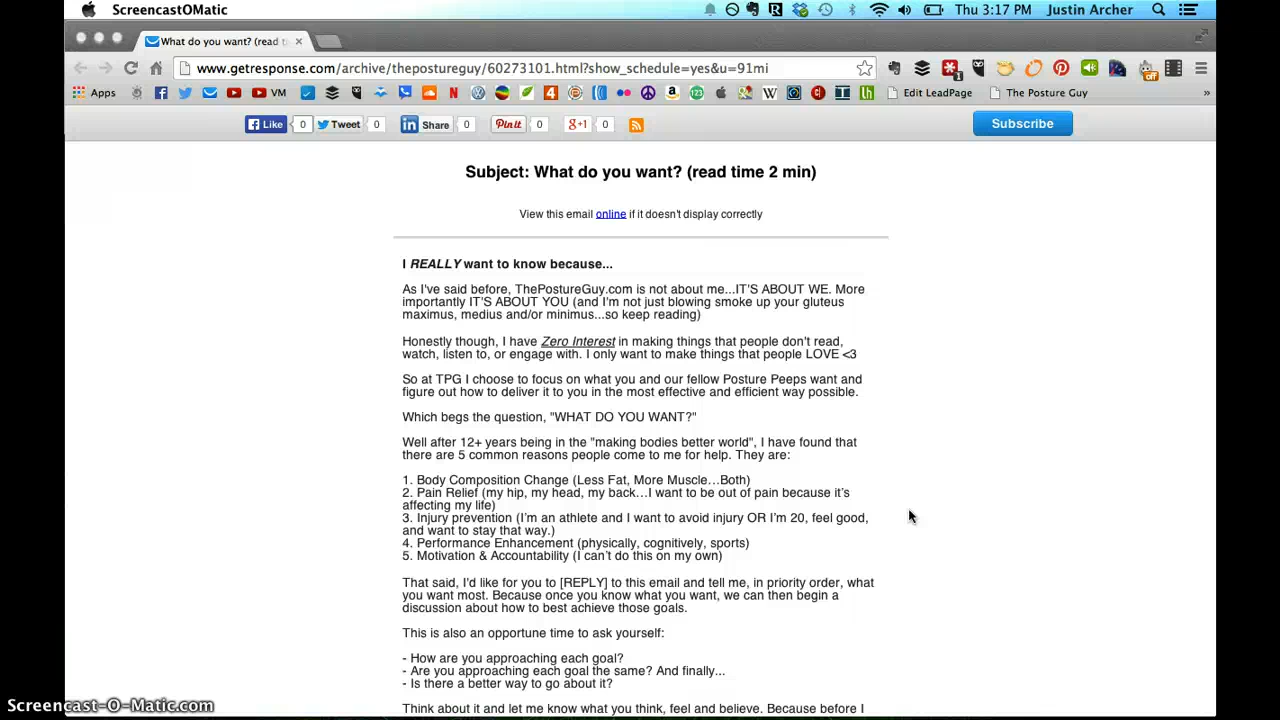 ScreencastOMatic
Thu 3:17 PM Justin Archer
What do you want? (read t
www.getresponse.com/archive/thepostureguy/60273101.html?show_schedule=yes&u=91mi
Apps VM Edit LeadPage The Posture Guy »
Like 0 Tweet 0 Share 0 Pin it 0 g+1 0
Subscribe
Subject: What do you want? (read time 2 min)
View this email online if it doesn't display correctly
I REALLY want to know because...
As I've said before, ThePostureGuy.com is not about me...IT'S ABOUT WE. More
importantly IT'S ABOUT YOU (and I'm not just blowing smoke up your gluteus
maximus, medius and/or minimus...so keep reading)
Honestly though, I have Zero Interest in making things that people don't read,
watch, listen to, or engage with. I only want to make things that people LOVE <3
So at TPG I choose to focus on what you and our fellow Posture Peeps want and
figure out how to deliver it to you in the most effective and efficient way possible.
Which begs the question, "WHAT DO YOU WANT?"
Well after 12+ years being in the "making bodies better world", I have found that
there are 5 common reasons people come to me for help. They are:
1. Body Composition Change (Less Fat, More Muscle…Both)
2. Pain Relief (my hip, my head, my back…I want to be out of pain because it's
affecting my life)
3. Injury prevention (I'm an athlete and I want to avoid injury OR I'm 20, feel good,
and want to stay that way.)
4. Performance Enhancement (physically, cognitively, sports)
5. Motivation & Accountability (I can't do this on my own)
That said, I'd like for you to [REPLY] to this email and tell me, in priority order, what
you want most. Because once you know what you want, we can then begin a
discussion about how to best achieve those goals.
This is also an opportune time to ask yourself:
- How are you approaching each goal?
- Are you approaching each goal the same? And finally...
- Is there a better way to go about it?
Think about it and let me know what you think, feel and believe. Because before I
Screencast-O-Matic.com